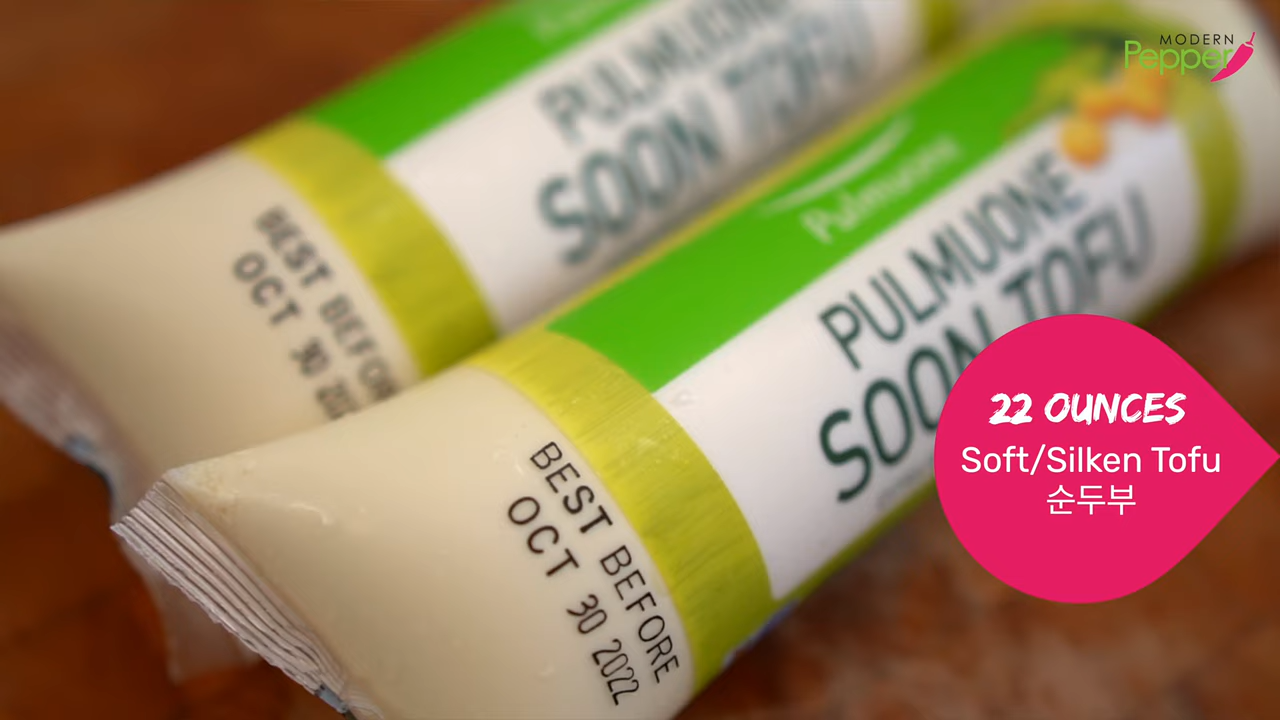 MODERN
Pepper
PULMUONE
SOON TOFU
BEST BEFORE
OCT 30
Pulmuone
PULMUONE
SOON TOFU
BEST BEFORE
OCT 30 2022
22 OUNCES
Soft/Silken Tofu
순두부